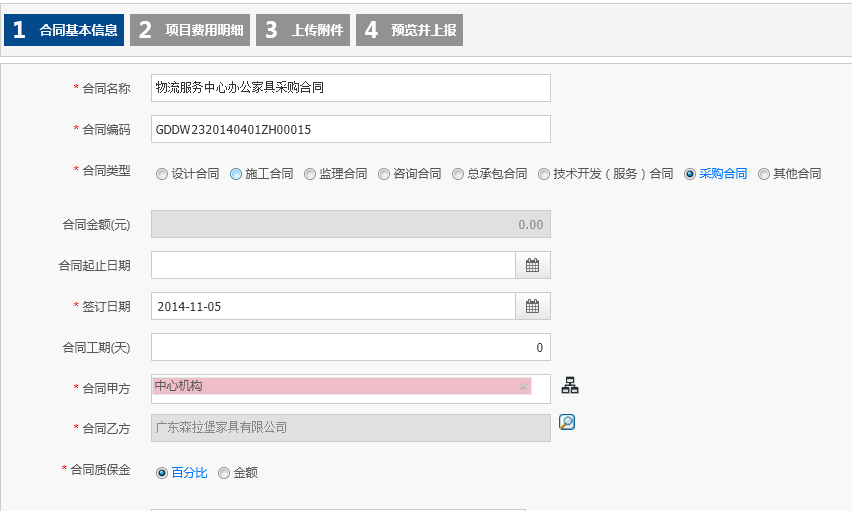 1 合同基本信息 2 项目费用明细 3 上传附件 4 预览并上报
* 合同名称 物流服务中心办公家具采购合同
* 合同编码 GDDW2320140401ZH00015
* 合同类型 设计合同 施工合同 监理合同 咨询合同 总承包合同 技术开发（服务）合同 采购合同 其他合同
合同金额(元) 0.00
合同起止日期
* 签订日期 2014-11-05
合同工期(天) 0
* 合同甲方 中心机构
* 合同乙方 广东森拉堡家具有限公司
* 合同质保金 百分比 金额